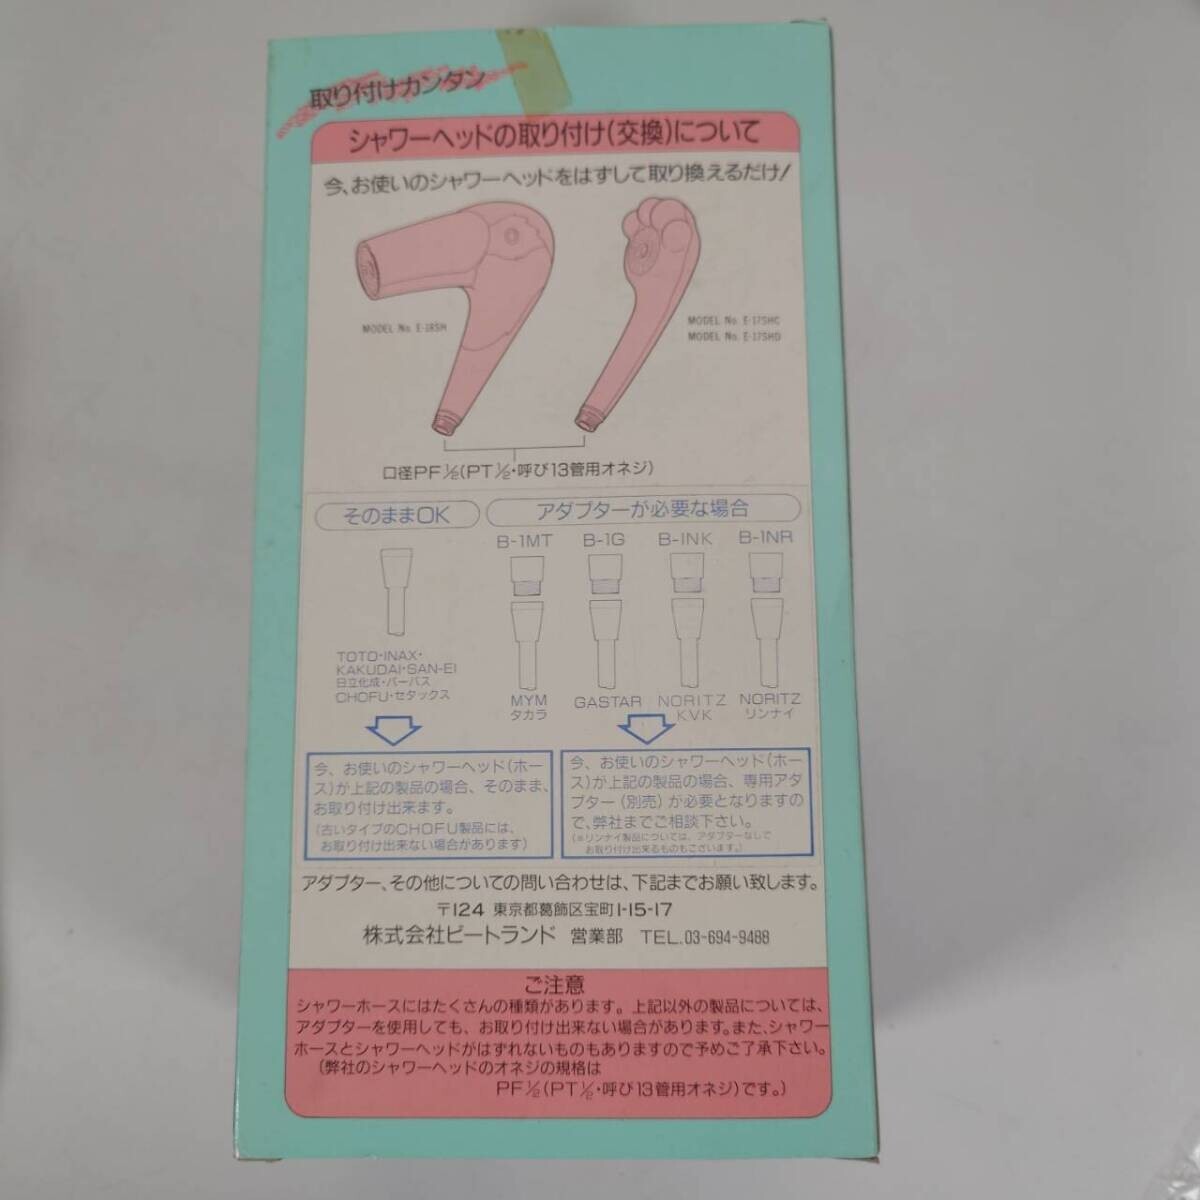 取り付けカンタン
シャワーヘッドの取り付け(交換)について
今、お使いのシャワーヘッドをはずして取り換えるだけ!
MODEL No. E-18SH
MODEL No. E-17SHC
MODEL No. E-17SHD
口径PF1/2(PT1/2・呼び13管用オネジ)
そのままOK
アダプターが必要な場合
B-1MT B-1G B-1NK B-1NR
TOTO・INAX・
KAKUDAI・SAN-EI
日立化成・パーパス
CHOFU・セタックス
MYM
タカラ
GASTAR
NORITZ
KVK
NORITZ
リンナイ
今、お使いのシャワーヘッド(ホー
ス)が上記の製品の場合、そのまま、
お取り付け出来ます。
(古いタイプのCHOFU製品には、
お取り付け出来ない場合があります)
今、お使いのシャワーヘッド(ホー
ス)が上記の製品の場合、専用アダ
プター(別売)が必要となりますの
で、弊社までご相談下さい。
(※リンナイ製品については、アダプターなしで
お取り付け出来るものもございます。)
アダプター、その他についての問い合わせは、下記までお願い致します。
〒124 東京都葛飾区宝町1-15-17
株式会社ビートランド 営業部 TEL.03-694-9488
ご注意
シャワーホースにはたくさんの種類があります。上記以外の製品については、
アダプターを使用しても、お取り付け出来ない場合があります。また、シャワー
ホースとシャワーヘッドがはずれないものもありますので予めご了承下さい。
(弊社のシャワーヘッドのオネジの規格は
PF1/2(PT1/2・呼び13管用オネジ)です。)